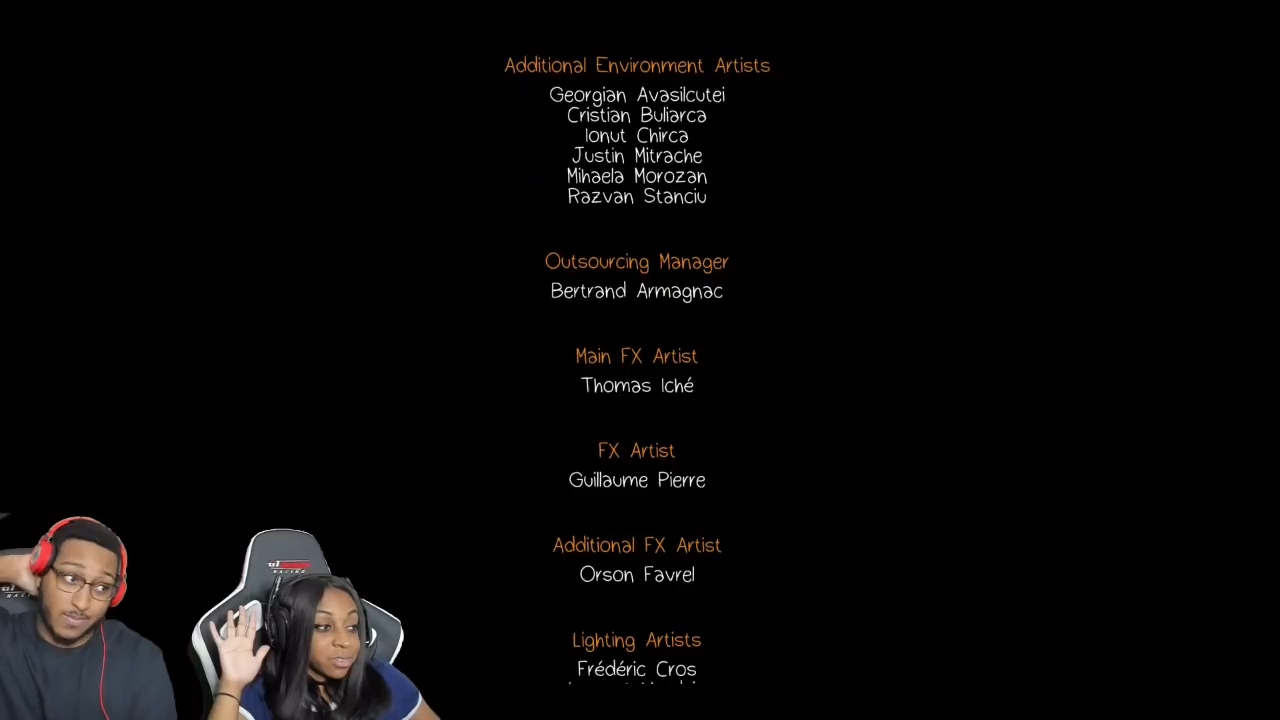 Additional Environment Artists
Georgian Avasilcutei
Cristian Buliarca
Ionut Chirca
Justin Mitrache
Mihaela Morozan
Razvan Stanciu
Outsourcing Manager
Bertrand Armagnac
Main FX Artist
Thomas Iché
FX Artist
Guillaume Pierre
Additional FX Artist
Orson Favrel
Lighting Artists
Frédéric Cros
RACING